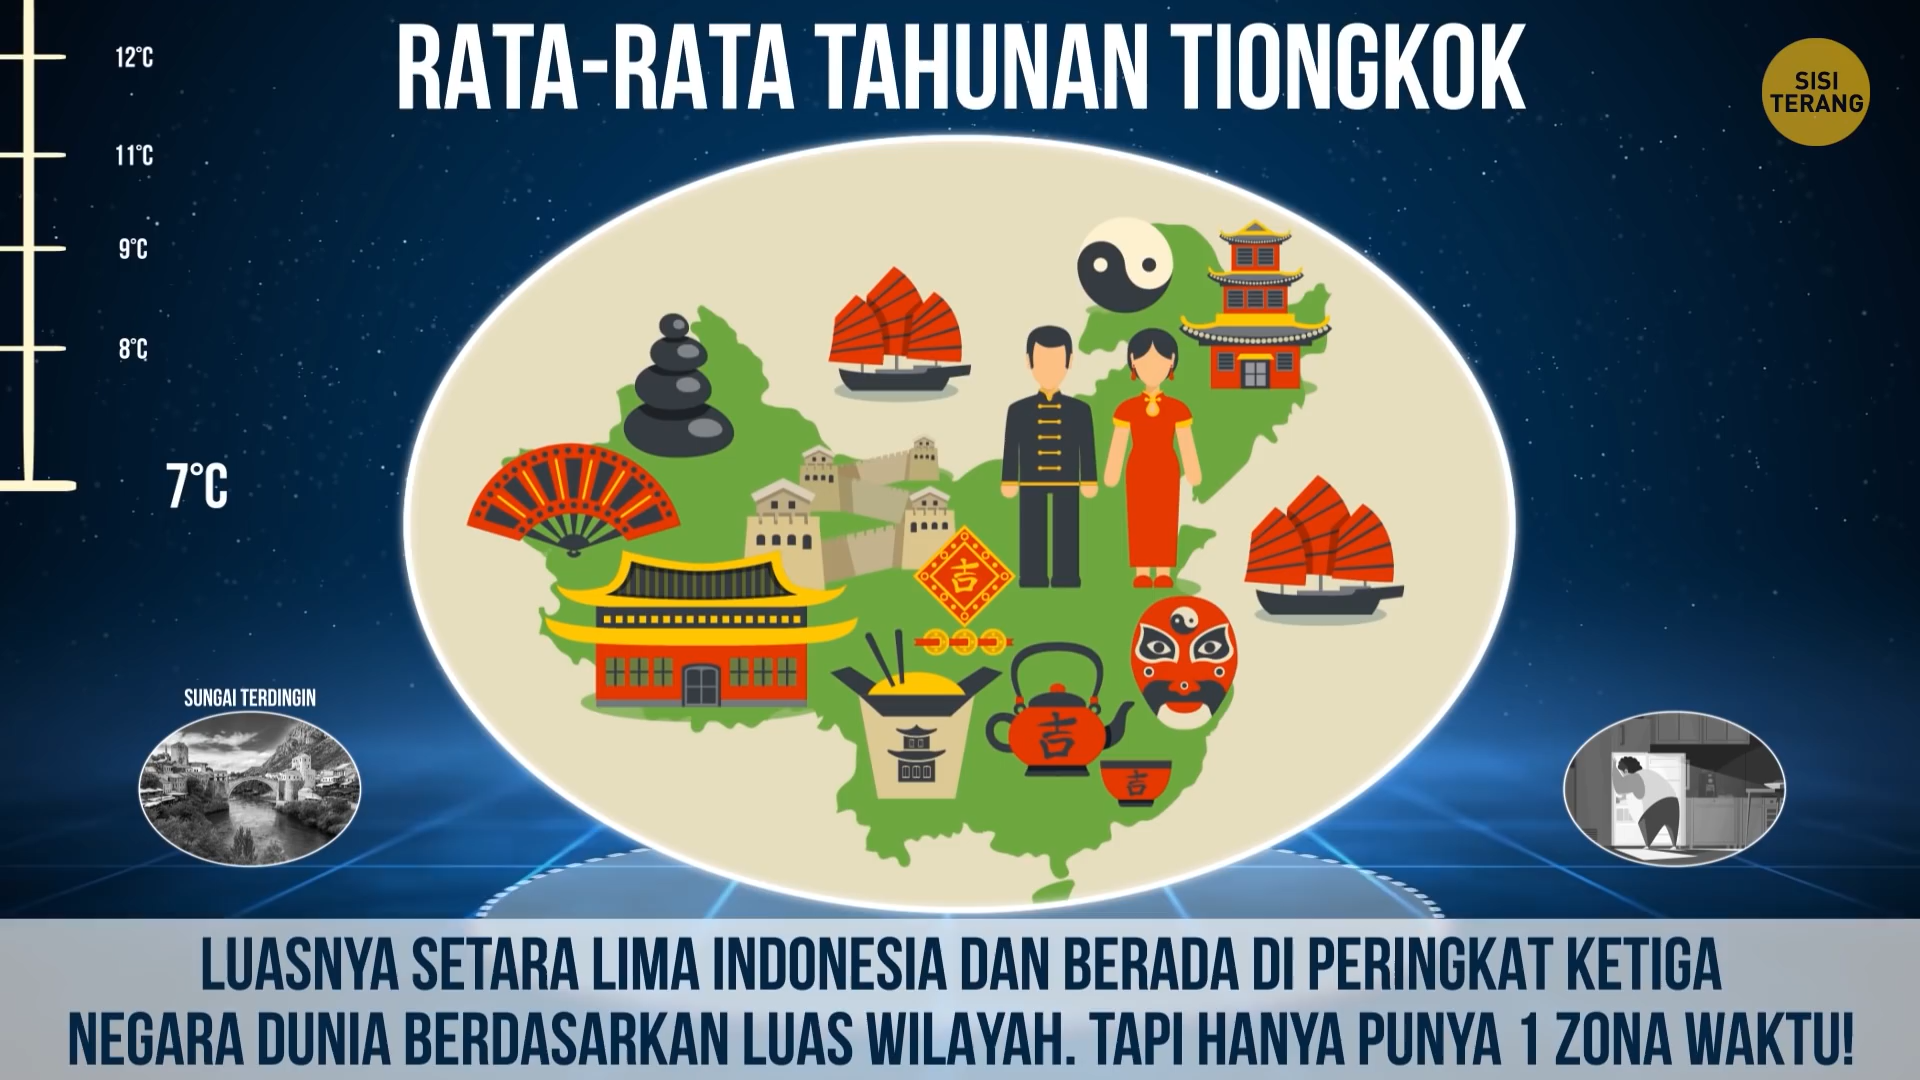 RATA-RATA TAHUNAN TIONGKOK
SISI
TERANG
12°C
11°C
9°C
8°C
7°C
吉
吉
吉
SUNGAI TERDINGIN
LUASNYA SETARA LIMA INDONESIA DAN BERADA DI PERINGKAT KETIGA
NEGARA DUNIA BERDASARKAN LUAS WILAYAH. TAPI HANYA PUNYA 1 ZONA WAKTU!